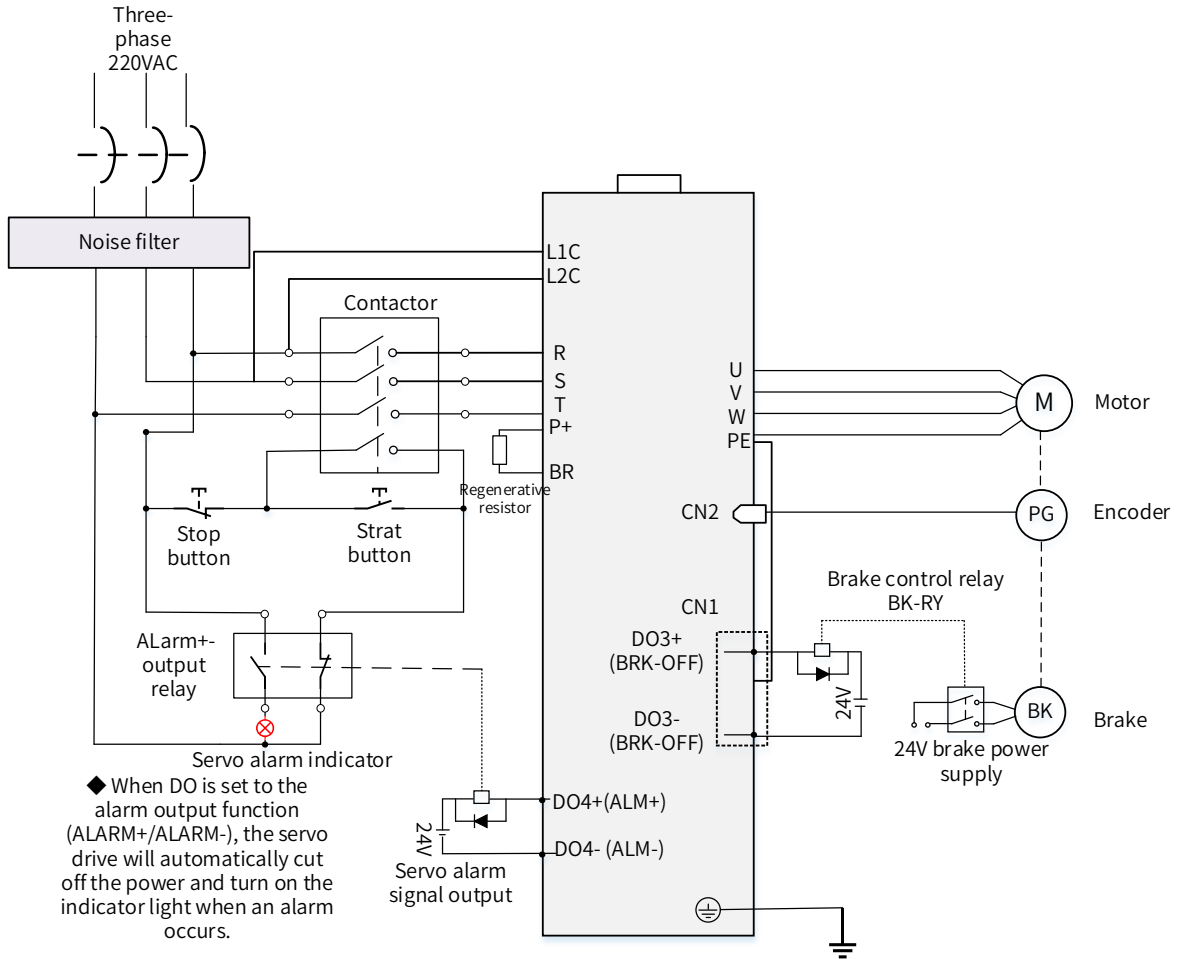 Three-
phase
220VAC
Noise filter
L1C
L2C
Contactor
R
S
T
P+
BR
Regenerative
resistor
U
V
W
PE
M
Motor
CN2
PG
Encoder
Stop
button
Strat
button
Brake control relay
BK-RY
CN1
DO3+
(BRK-OFF)
24V
DO3-
(BRK-OFF)
BK
Brake
24V brake power
supply
ALarm+-
output
relay
Servo alarm indicator
◆ When DO is set to the
alarm output function
(ALARM+/ALARM-), the servo
drive will automatically cut
off the power and turn on the
indicator light when an alarm
occurs.
24V
DO4+(ALM+)
DO4- (ALM-)
Servo alarm
signal output